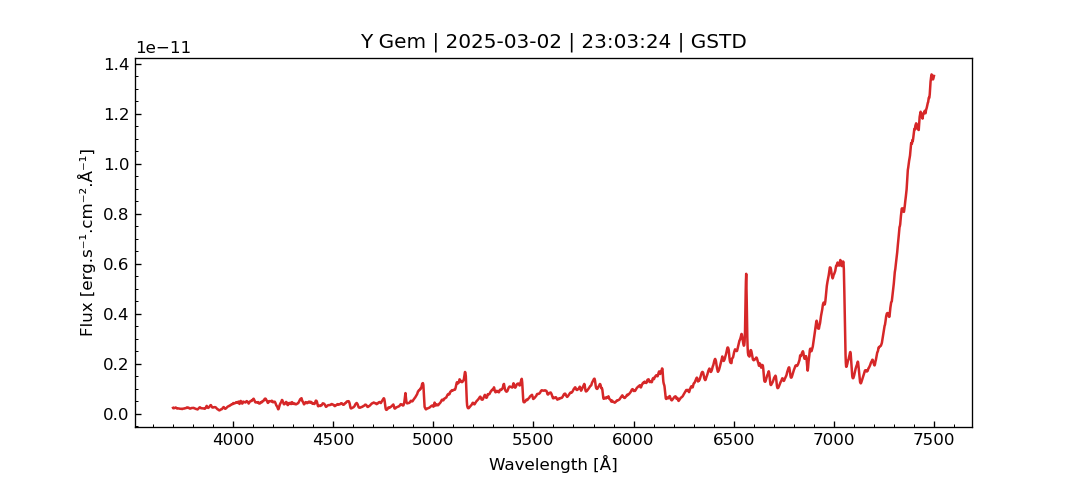 Y Gem | 2025-03-02 | 23:03:24 | GSTD
1e−11
1.4
1.2
1.0
0.8
0.6
0.4
0.2
0.0
Flux [erg.s⁻¹.cm⁻².Å⁻¹]
4000 4500 5000 5500 6000 6500 7000 7500
Wavelength [Å]